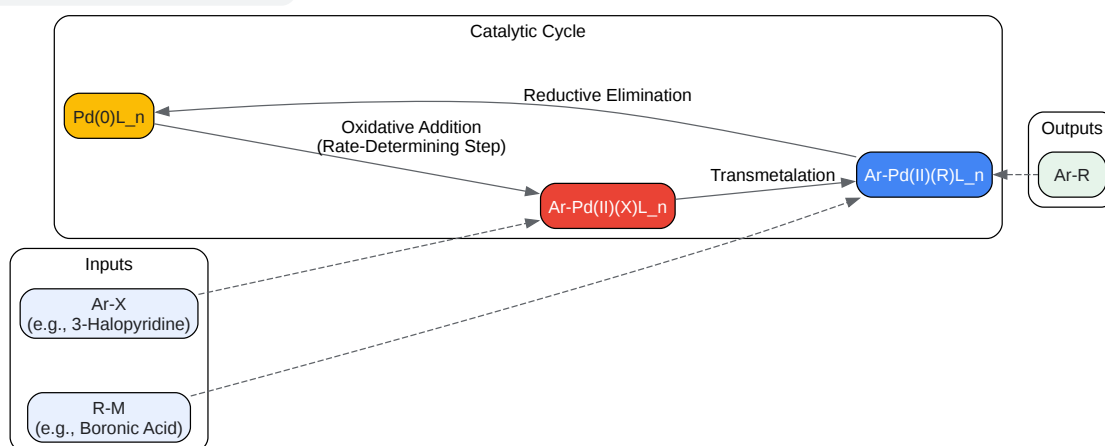 Catalytic Cycle
Reductive Elimination
Pd(0)L_n
Oxidative Addition
(Rate-Determining Step)
Outputs
Transmetalation
Ar-Pd(II)(R)L_n
Ar-R
Ar-Pd(II)(X)L_n
Inputs
Ar-X
(e.g., 3-Halopyridine)
R-M
(e.g., Boronic Acid)